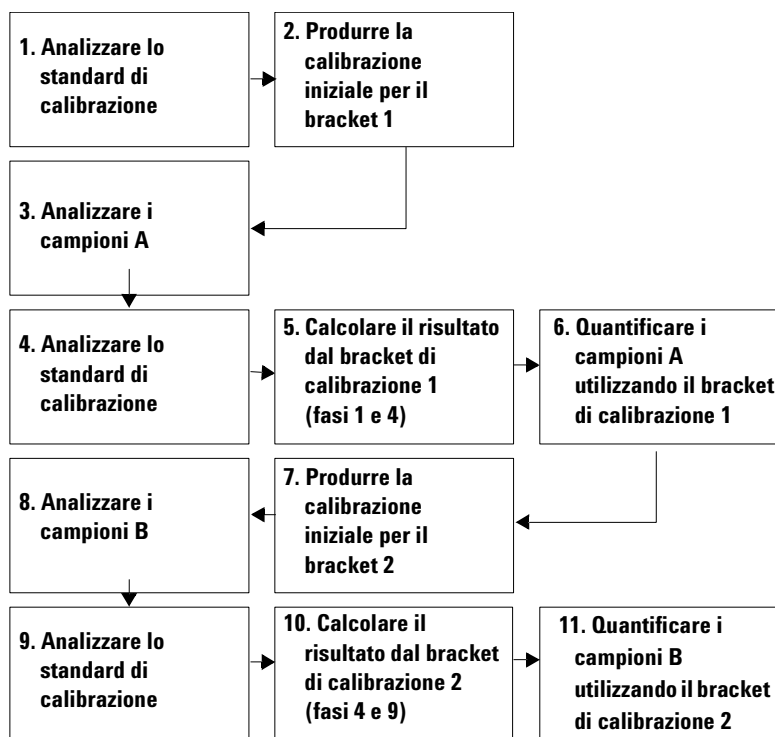 1. Analizzare lo
standard di
calibrazione
2. Produrre la
calibrazione
iniziale per il
bracket 1
3. Analizzare i
campioni A
4. Analizzare lo
standard di
calibrazione
5. Calcolare il risultato
dal bracket di
calibrazione 1
(fasi 1 e 4)
6. Quantificare i
campioni A
utilizzando il bracket
di calibrazione 1
7. Produrre la
calibrazione
iniziale per il
bracket 2
8. Analizzare i
campioni B
9. Analizzare lo
standard di
calibrazione
10. Calcolare il
risultato dal bracket
di calibrazione 2
(fasi 4 e 9)
11. Quantificare i
campioni B
utilizzando il bracket
di calibrazione 2